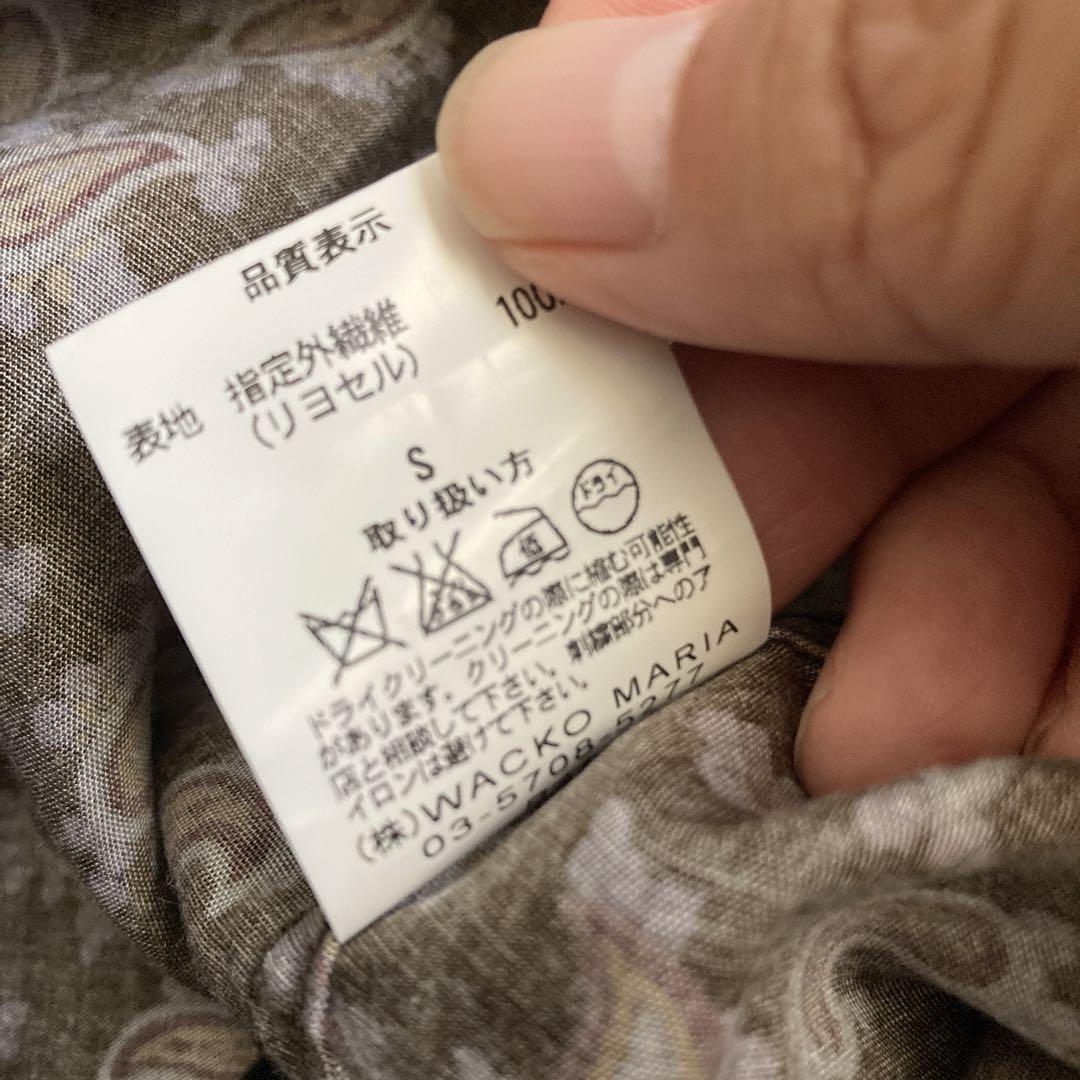 品質表示
表地 指定外繊維 100
(リヨセル)
S
取り扱い方
低 ドライ
ドライクリーニングの際に縮む可能性
があります。クリーニングの際は専門
店と相談して下さい。刺繍部分へのア
イロンは避けて下さい。
(株)WACKO MARIA
03-5708-5277